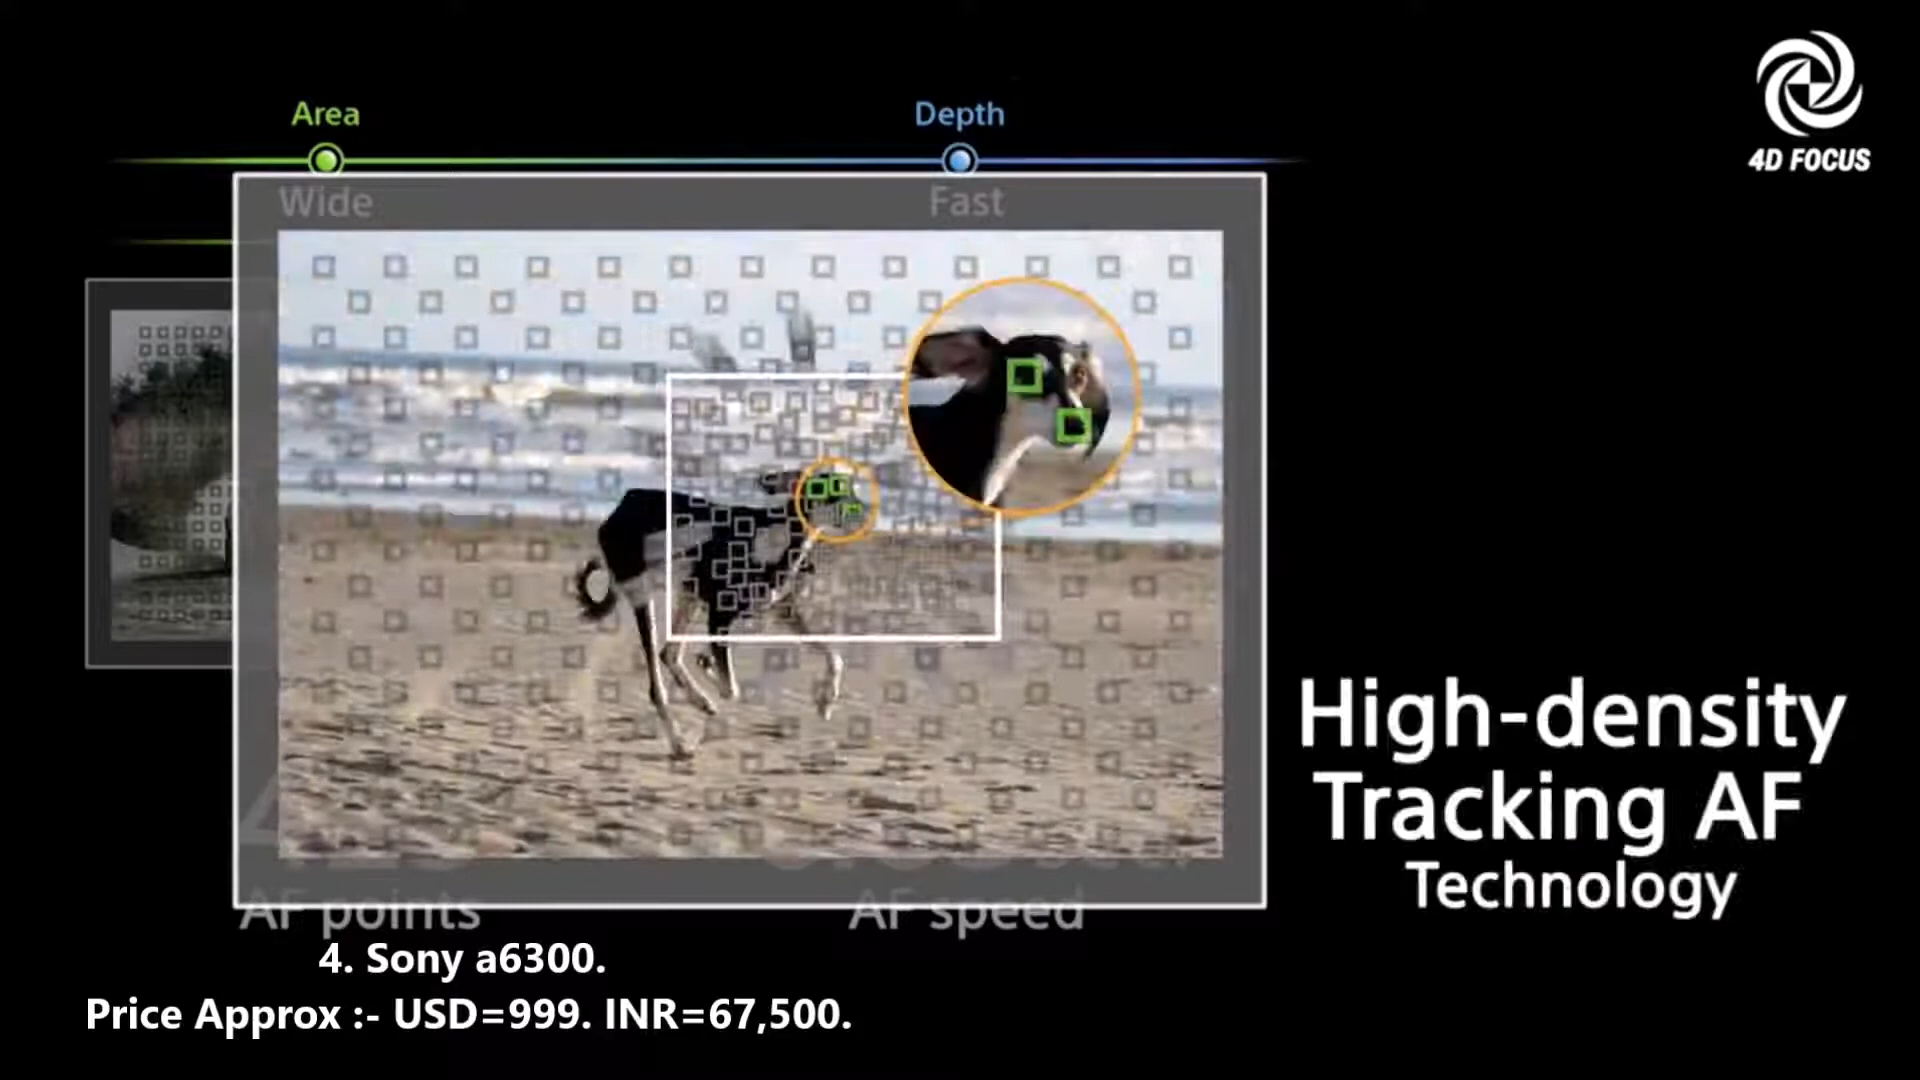 Area
Depth
4D FOCUS
Wide
Fast
High-density
Tracking AF
Technology
AF points
AF speed
4. Sony a6300.
Price Approx :- USD=999. INR=67,500.